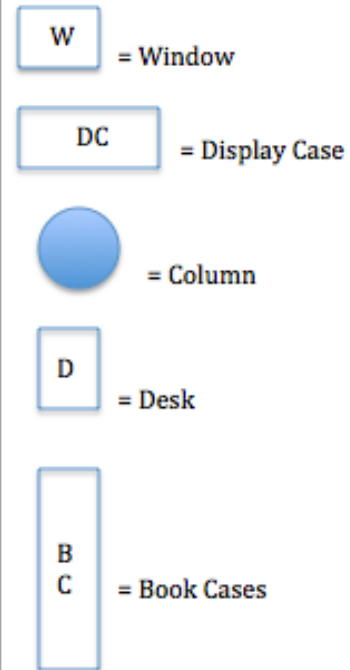 W
= Window
DC
= Display Case
= Column
D
= Desk
B
C
= Book Cases